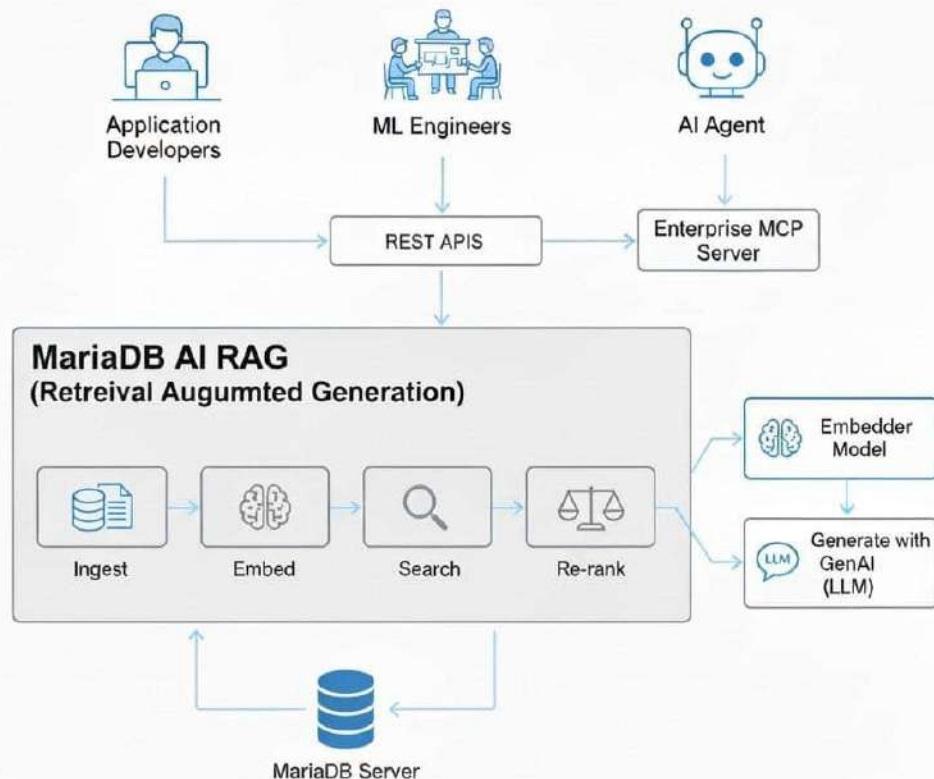 Application
Developers
ML Engineers
AI Agent
REST APIS
Enterprise MCP
Server
MariaDB AI RAG
(Retreival Augumted Generation)
Ingest
Embed
Search
Re-rank
Embedder
Model
LLM
Generate with
GenAI
(LLM)
MariaDB Server